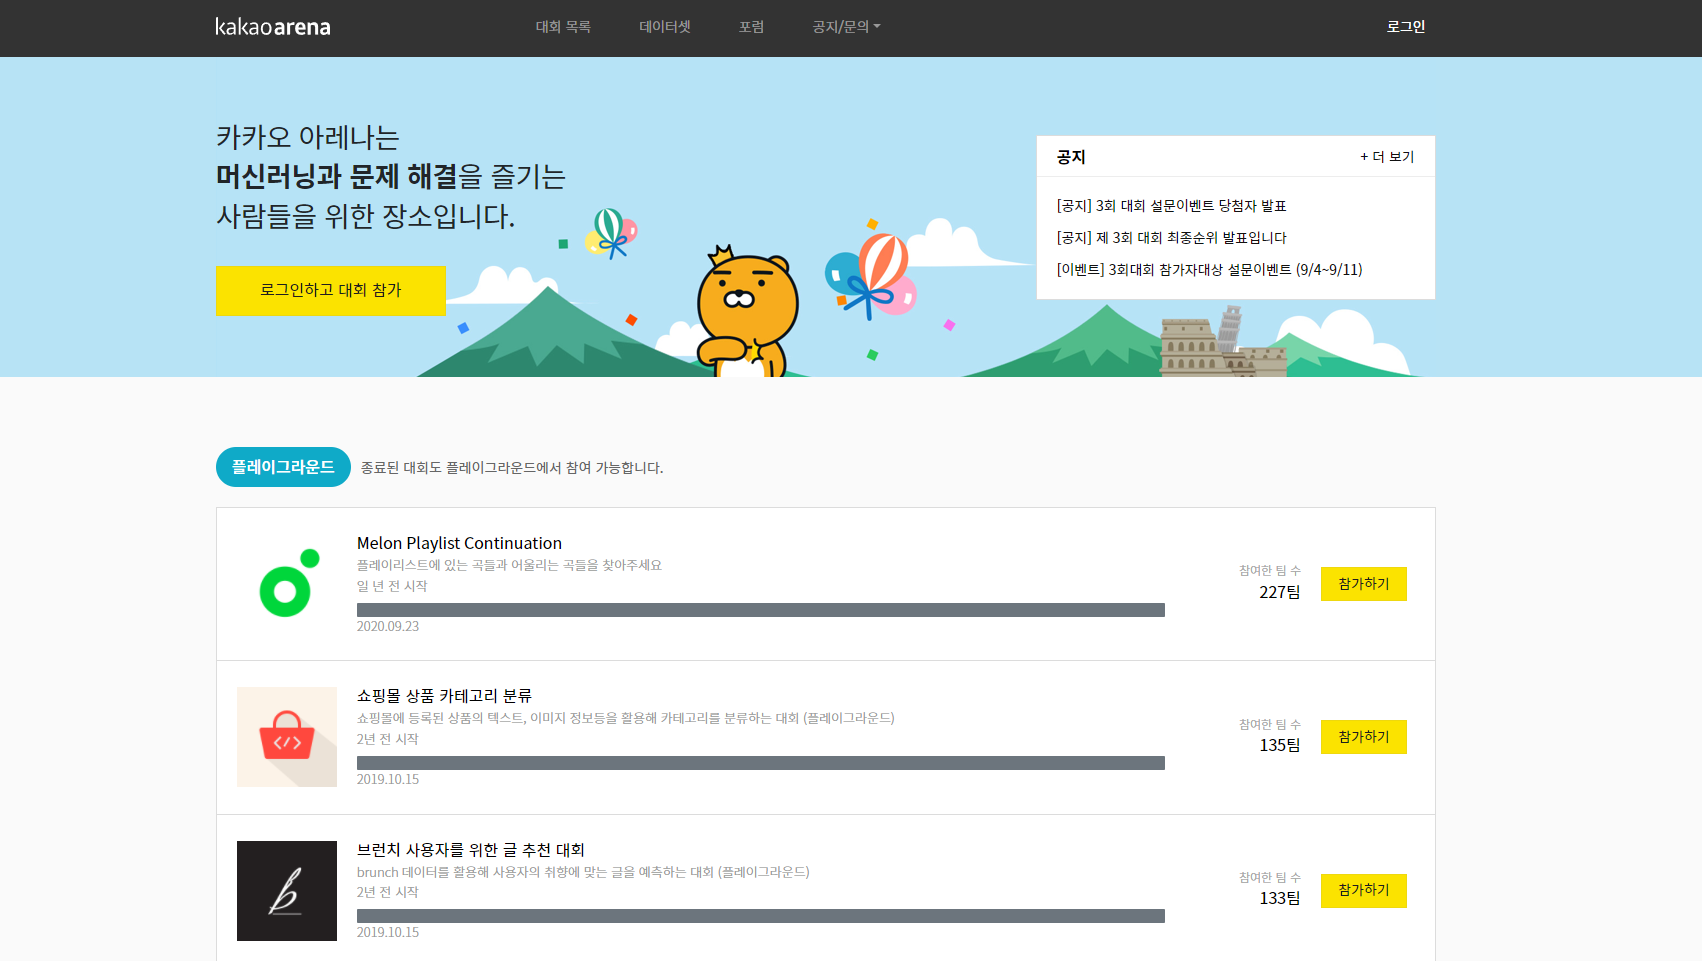 kakao arena
대회 목록
데이터셋
포럼
공지/문의
로그인
카카오 아레나는
머신러닝과 문제 해결을 즐기는
사람들을 위한 장소입니다.
로그인하고 대회 참가
공지
+ 더 보기
[공지] 3회 대회 설문이벤트 당첨자 발표
[공지] 제 3회 대회 최종순위 발표입니다
[이벤트] 3회대회 참가자대상 설문이벤트 (9/4~9/11)
플레이그라운드
종료된 대회도 플레이그라운드에서 참여 가능합니다.
Melon Playlist Continuation
플레이리스트에 있는 곡들과 어울리는 곡들을 찾아주세요
일 년 전 시작
2020.09.23
참여한 팀 수
227팀
참가하기
쇼핑몰 상품 카테고리 분류
쇼핑몰에 등록된 상품의 텍스트, 이미지 정보등을 활용해 카테고리를 분류하는 대회 (플레이그라운드)
2년 전 시작
2019.10.15
참여한 팀 수
135팀
참가하기
브런치 사용자를 위한 글 추천 대회
brunch 데이터를 활용해 사용자의 취향에 맞는 글을 예측하는 대회 (플레이그라운드)
2년 전 시작
2019.10.15
참여한 팀 수
133팀
참가하기